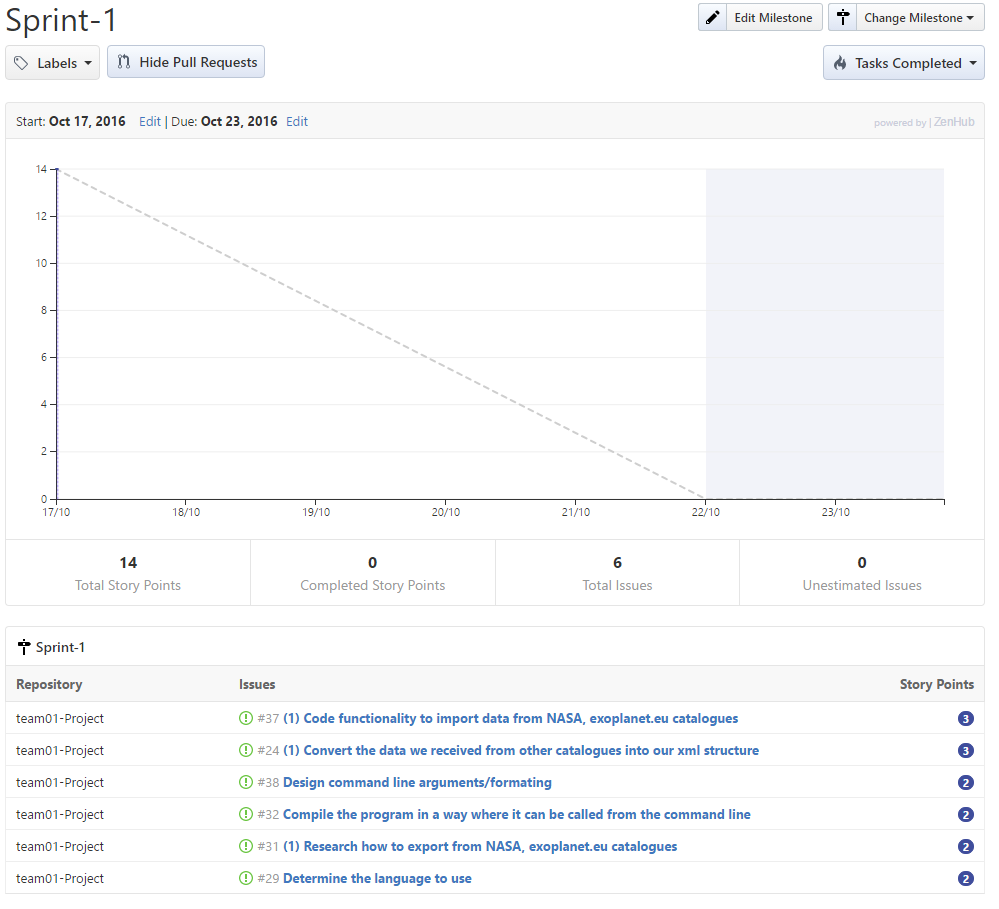 Sprint-1
Edit Milestone
Change Milestone
Labels
Hide Pull Requests
Tasks Completed
Start: Oct 17, 2016 Edit | Due: Oct 23, 2016 Edit
powered by | ZenHub
14
12
10
8
6
4
2
0
17/10 18/10 19/10 20/10 21/10 22/10 23/10
14 0 6 0
Total Story Points Completed Story Points Total Issues Unestimated Issues
Sprint-1
Repository Issues Story Points
team01-Project #37 (1) Code functionality to import data from NASA, exoplanet.eu catalogues 3
team01-Project #24 (1) Convert the data we received from other catalogues into our xml structure 3
team01-Project #38 Design command line arguments/formating 2
team01-Project #32 Compile the program in a way where it can be called from the command line 2
team01-Project #31 (1) Research how to export from NASA, exoplanet.eu catalogues 2
team01-Project #29 Determine the language to use 2